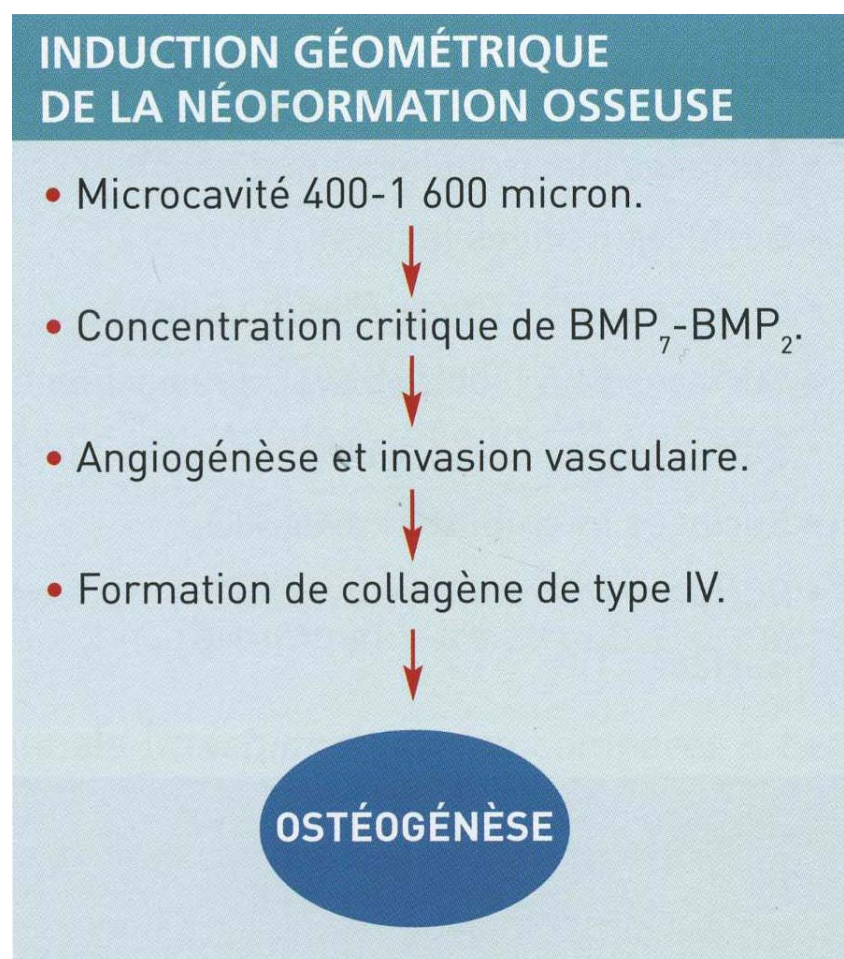 INDUCTION GÉOMÉTRIQUE
DE LA NÉOFORMATION OSSEUSE
• Microcavité 400-1 600 micron.
• Concentration critique de BMP₇-BMP₂.
• Angiogénèse et invasion vasculaire.
• Formation de collagène de type IV.
OSTÉOGÉNÈSE